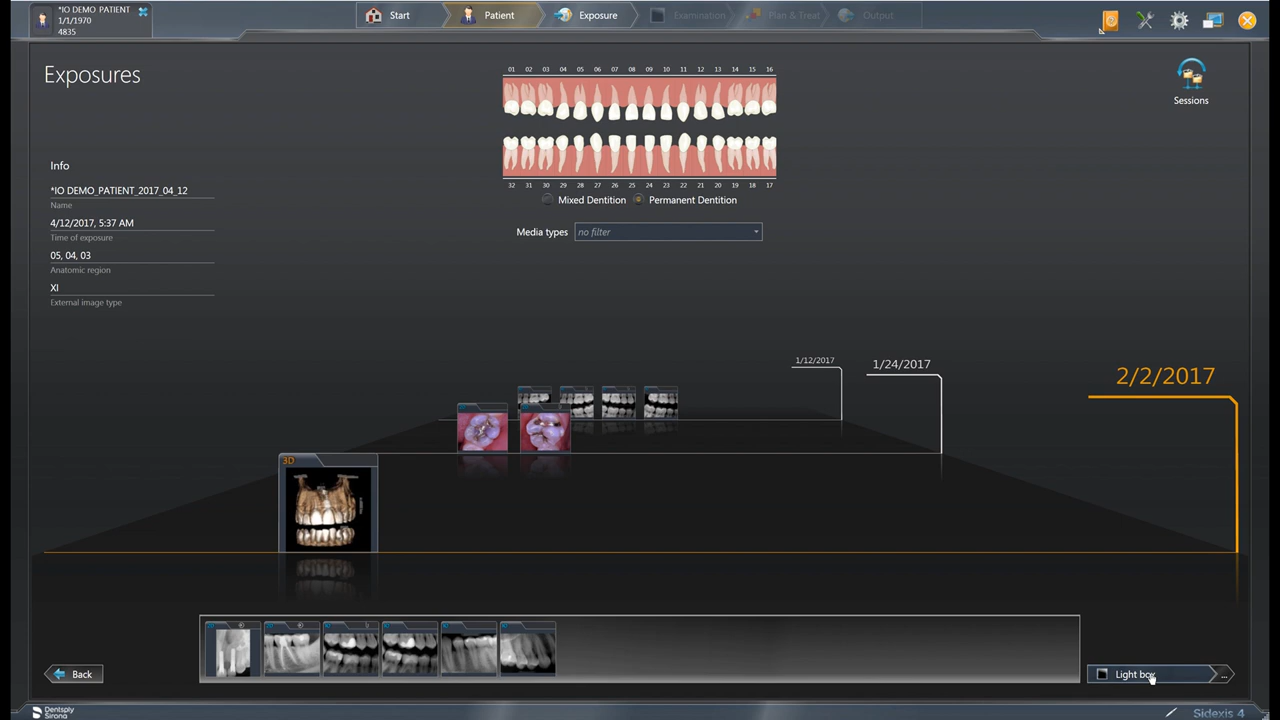 *IO DEMO PATIENT
1/1/1970
4835
Start
Patient
Exposure
Examination
Plan & Treat
Output
Exposures
Sessions
01 02 03 04 05 06 07 08 09 10 11 12 13 14 15 16
32 31 30 29 28 27 26 25 24 23 22 21 20 19 18 17
Mixed Dentition Permanent Dentition
Media types no filter
Info
*IO DEMO_PATIENT_2017_04_12
Name
4/12/2017, 5:37 AM
Time of exposure
05, 04, 03
Anatomic region
XI
External image type
1/12/2017
1/24/2017
2/2/2017
3D
Back
Light box
...
Dentsply
Sirona
Sidexis 4